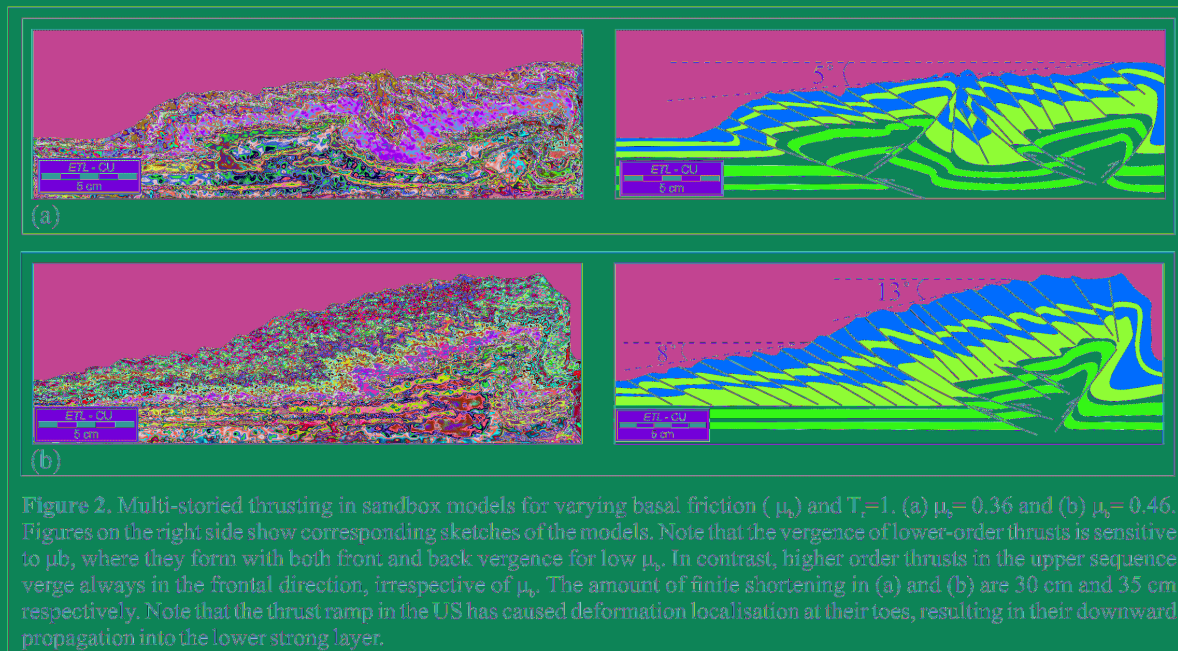 5°
ETL - CU
5 cm
ETL - CU
5 cm
(a)
13°
8°
ETL - CU
5 cm
ETL - CU
5 cm
(b)
Figure 2. Multi-storied thrusting in sandbox models for varying basal friction ( μb) and Tr=1. (a) μb= 0.36 and (b) μb= 0.46.
Figures on the right side show corresponding sketches of the models. Note that the vergence of lower-order thrusts is sensitive
to μb, where they form with both front and back vergence for low μb. In contrast, higher order thrusts in the upper sequence
verge always in the frontial direction, irrespective of μb. The amount of finite shortening in (a) and (b) are 30 cm and 35 cm
respectively. Note that the thrust ramp in the US has caused deformation localisation at their toes, resulting in their downward
propagation into the lower strong layer.